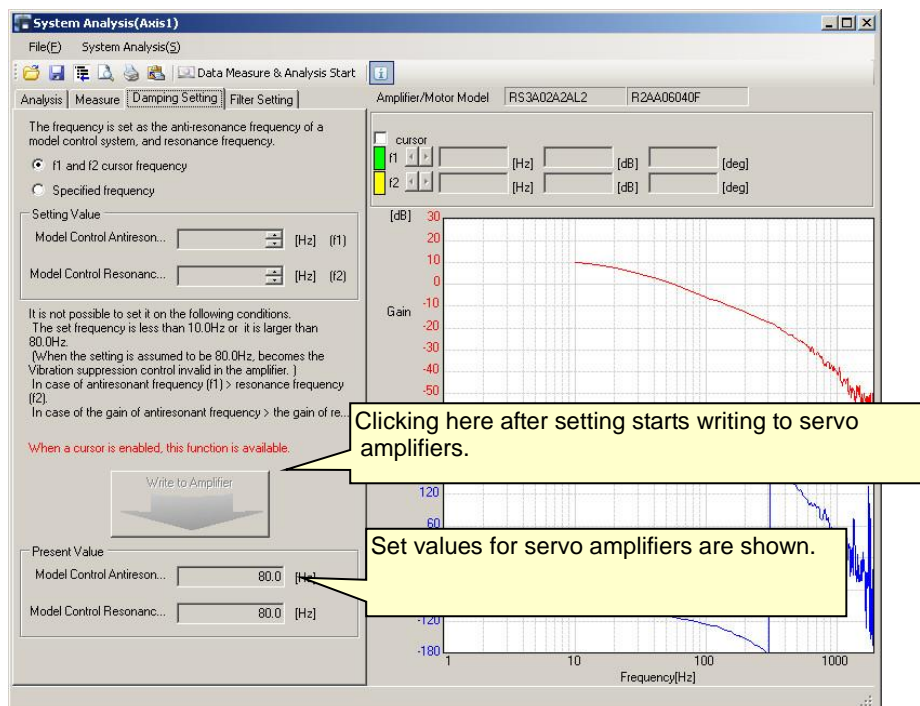 System Analysis(Axis1)
File(F) System Analysis(S)
Data Measure & Analysis Start
Analysis Measure Damping Setting Filter Setting
Amplifier/Motor Model RS3A02A2AL2 R2AA06040F
The frequency is set as the anti-resonance frequency of a
model control system, and resonance frequency.
f1 and f2 cursor frequency
Specified frequency
Setting Value
Model Control Antireson... [Hz] (f1)
Model Control Resonanc... [Hz] (f2)
It is not possible to set it on the following conditions.
The set frequency is less than 10.0Hz or it is larger than
80.0Hz.
(When the setting is assumed to be 80.0Hz, becomes the
Vibration suppression control invalid in the amplifier. )
In case of antiresonant frequency (f1) > resonance frequency
(f2).
In case of the gain of antiresonant frequency > the gain of re...
When a cursor is enabled, this function is available.
Write to Amplifier
Present Value
Model Control Antireson... 80.0 [Hz]
Model Control Resonanc... 80.0 [Hz]
cursor
f1 [Hz] [dB] [deg]
f2 [Hz] [dB] [deg]
[dB]
30
20
10
0
Gain
-10
-20
-30
-40
-50
Clicking here after setting starts writing to servo
amplifiers.
120
60
Set values for servo amplifiers are shown.
-120
-180
1 10 100 1000
Frequency[Hz]